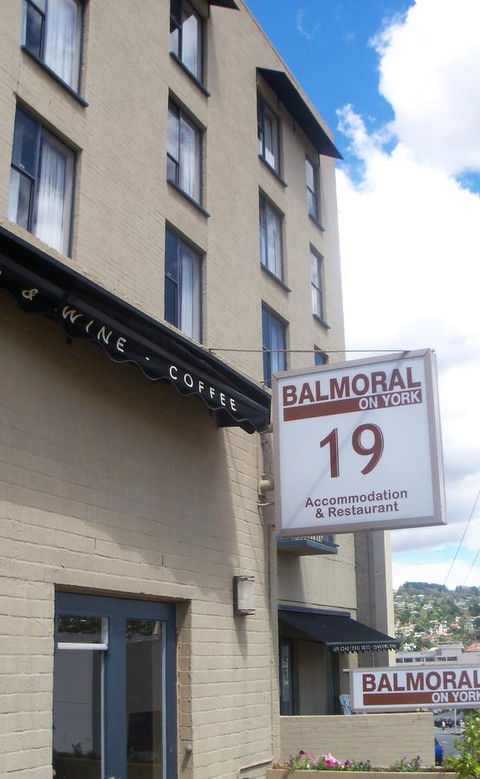 & WINE - COFFEE
BALMORAL
ON YORK
19
Accommodation
& Restaurant
BALMORAL
ON YORK